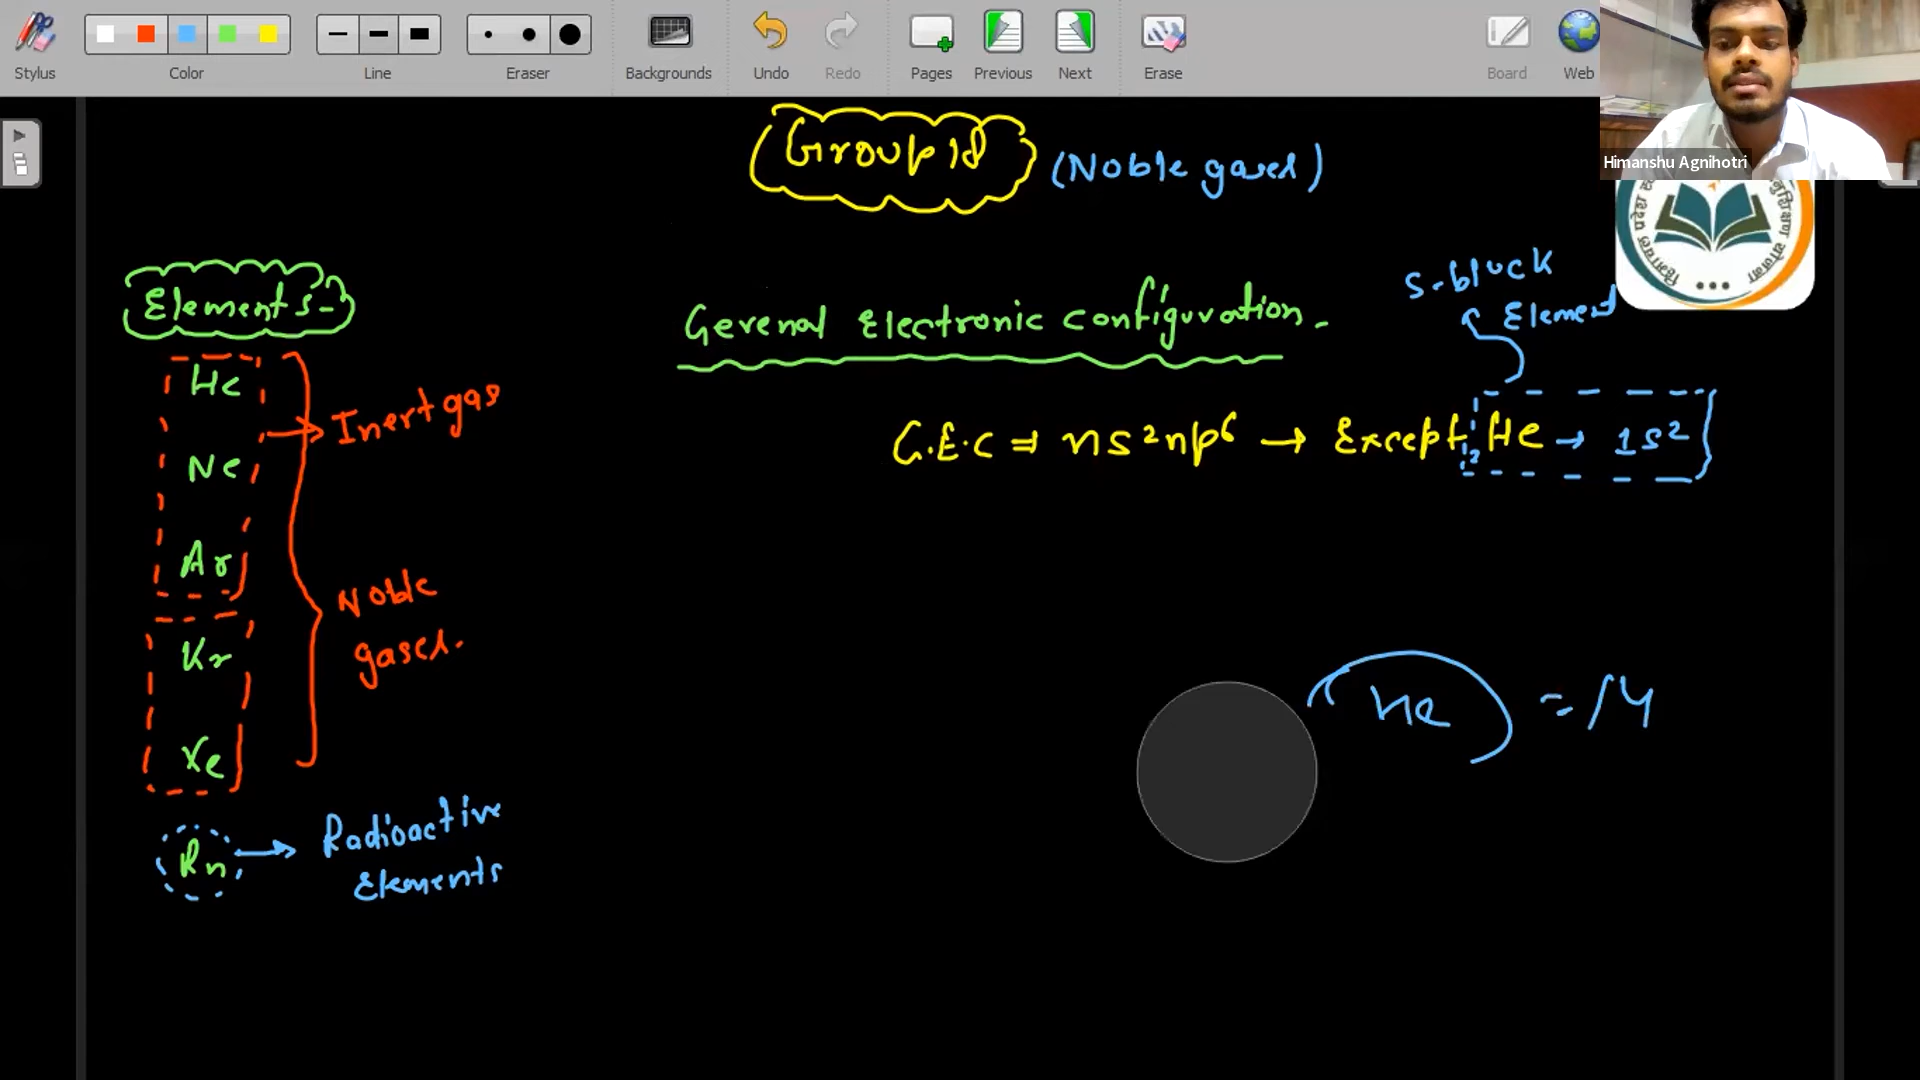 Stylus
Color
Line
Eraser
Backgrounds
Undo
Redo
Pages
Previous
Next
Erase
Board
Web
Himanshu Agnihotri
Group 18 (Noble gases)
Elements-
He
Ne
Ar
Kr
Xe
Rn
Inert gas
Noble
gases.
Radioactive
Elements
Gerenal Electronic configuration.
S-block
Element
G.E.C ⇒ ns²np⁶ → Except He → 1s²
He = 14